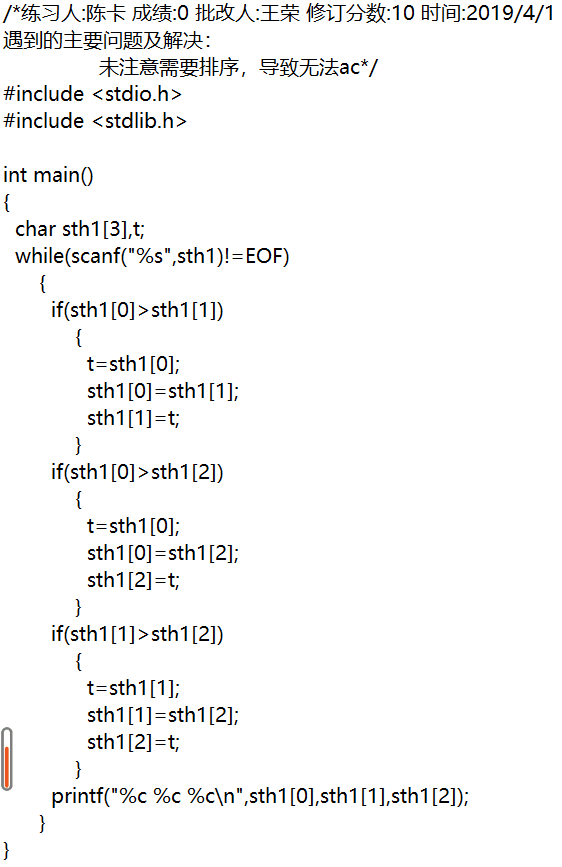 /*练习人:陈卡 成绩:0 批改人:王荣 修订分数:10 时间:2019/4/1
遇到的主要问题及解决：
未注意需要排序，导致无法ac*/
#include <stdio.h>
#include <stdlib.h>
int main()
{
char sth1[3],t;
while(scanf("%s",sth1)!=EOF)
{
if(sth1[0]>sth1[1])
{
t=sth1[0];
sth1[0]=sth1[1];
sth1[1]=t;
}
if(sth1[0]>sth1[2])
{
t=sth1[0];
sth1[0]=sth1[2];
sth1[2]=t;
}
if(sth1[1]>sth1[2])
{
t=sth1[1];
sth1[1]=sth1[2];
sth1[2]=t;
}
printf("%c %c %c\n",sth1[0],sth1[1],sth1[2]);
}
}